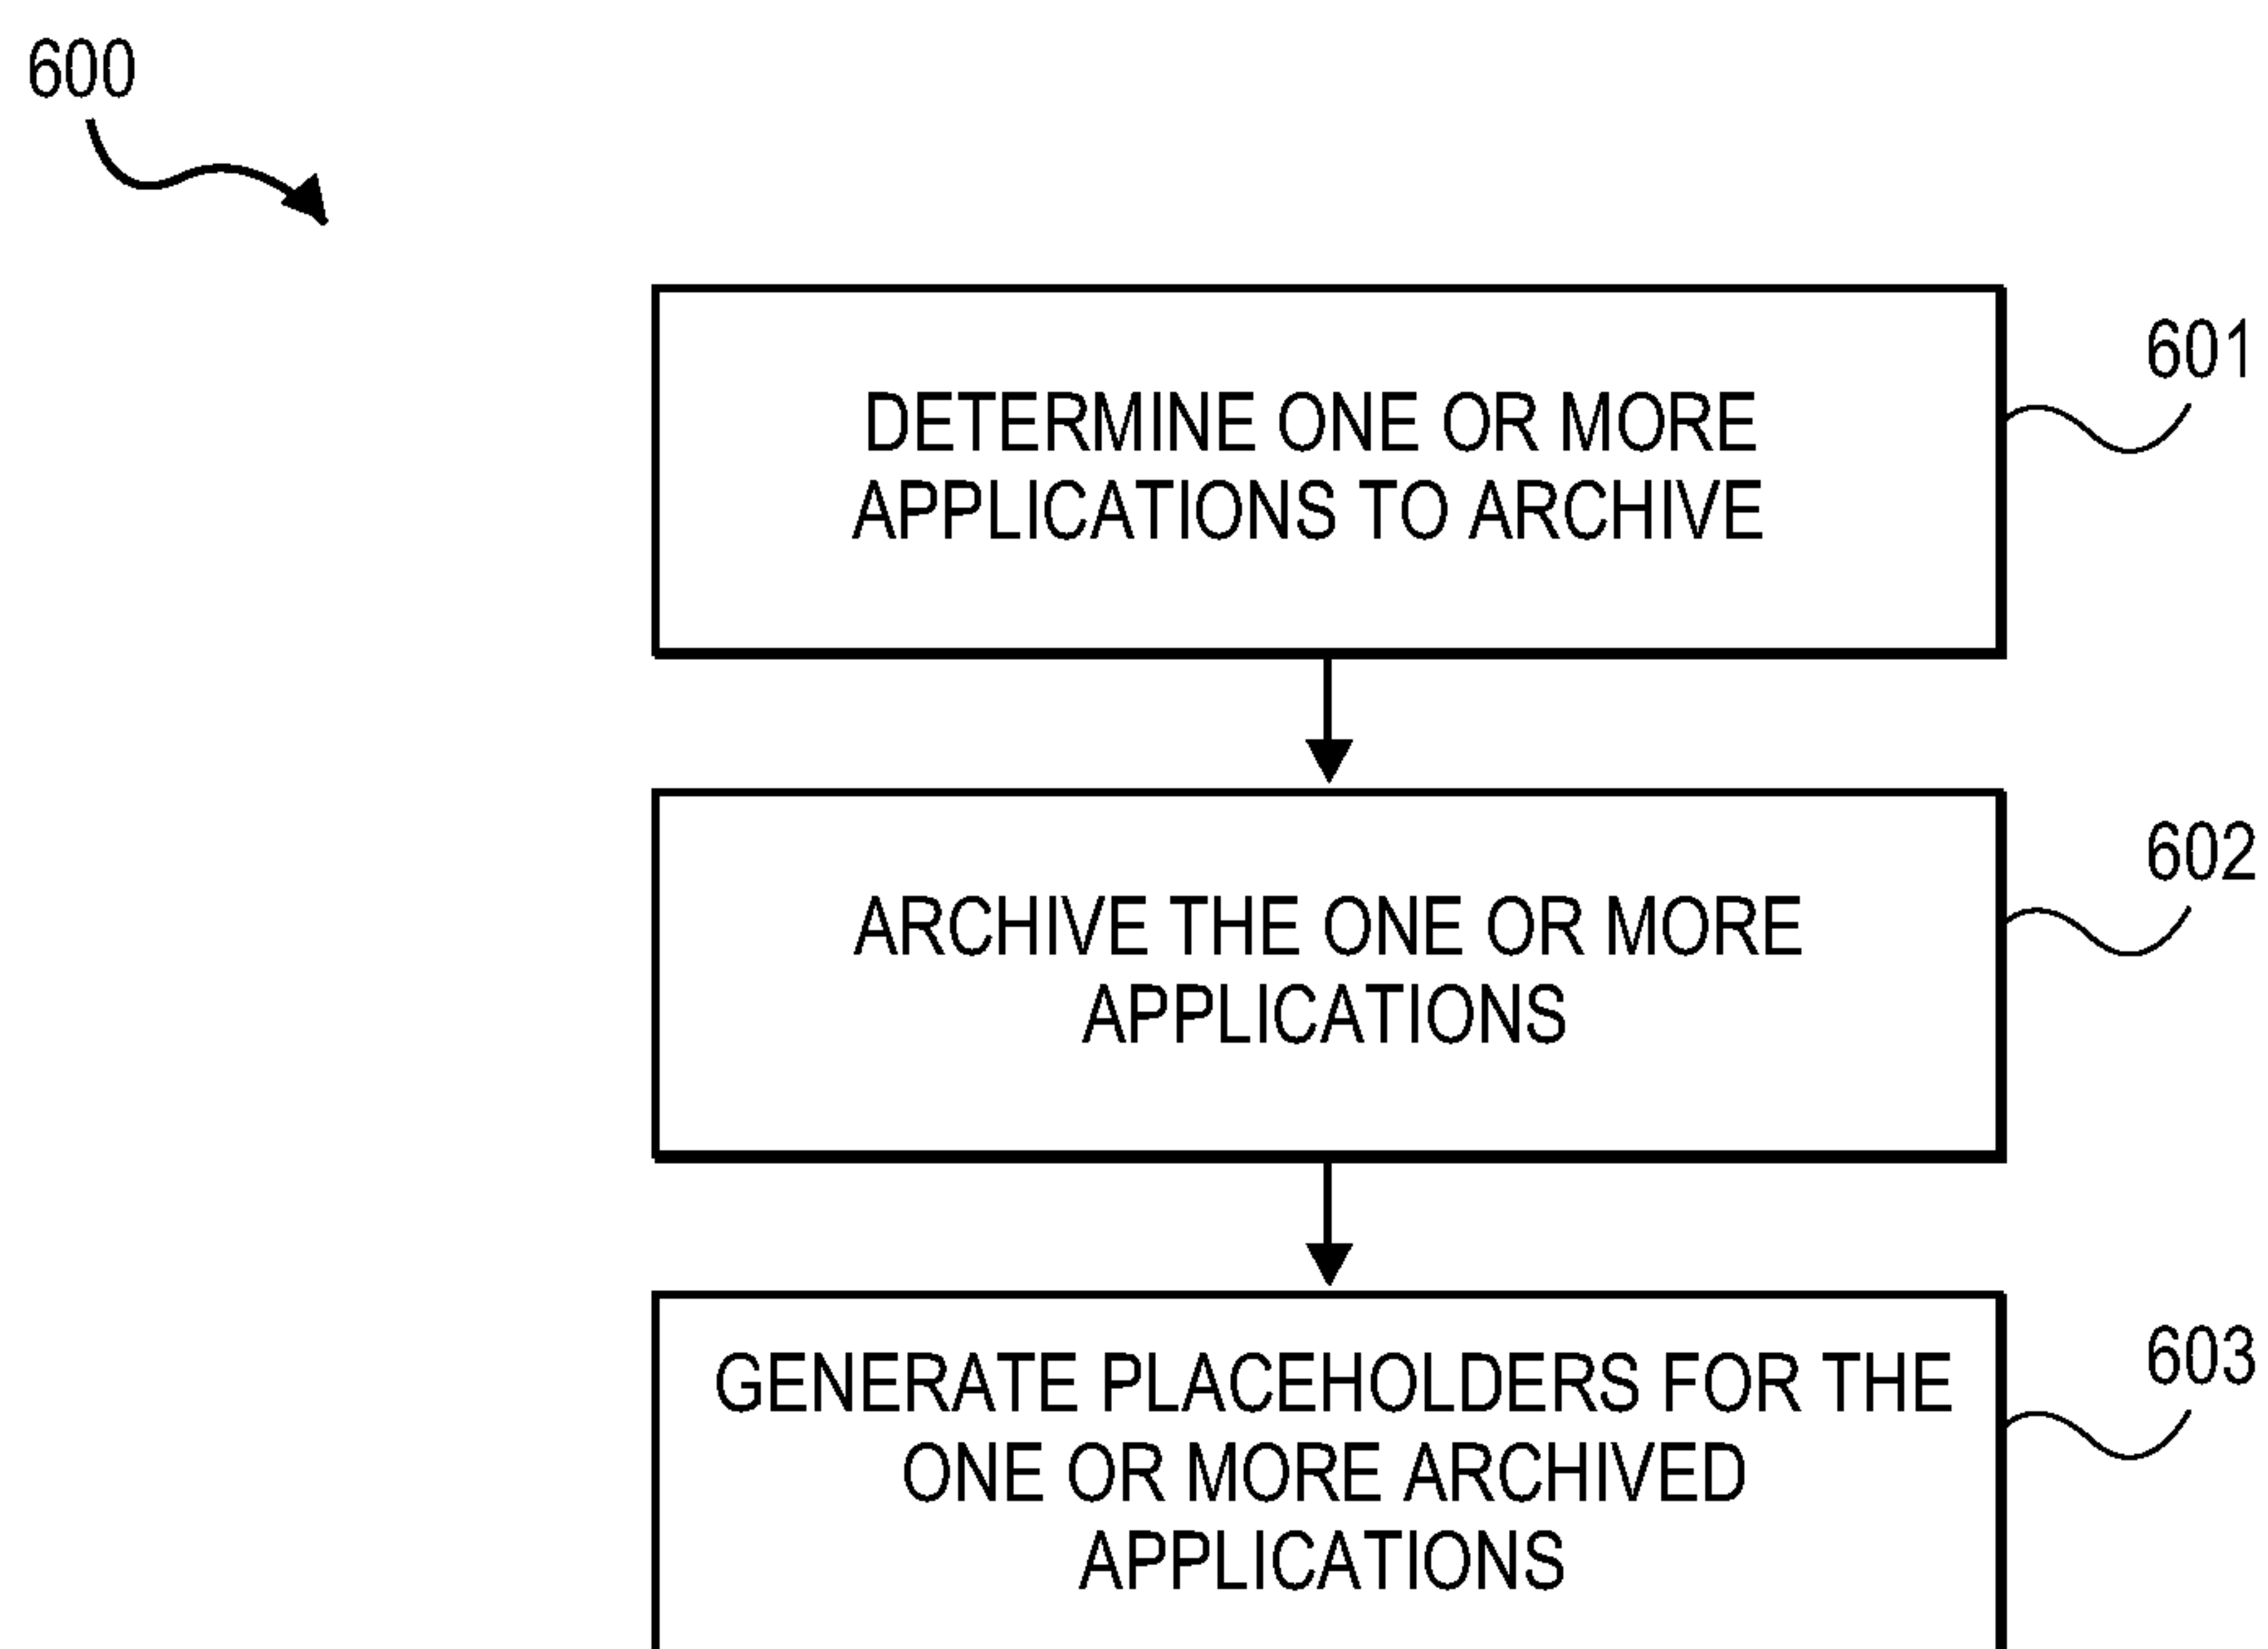 600
601
DETERMINE ONE OR MORE
APPLICATIONS TO ARCHIVE
602
ARCHIVE THE ONE OR MORE
APPLICATIONS
603
GENERATE PLACEHOLDERS FOR THE
ONE OR MORE ARCHIVED
APPLICATIONS